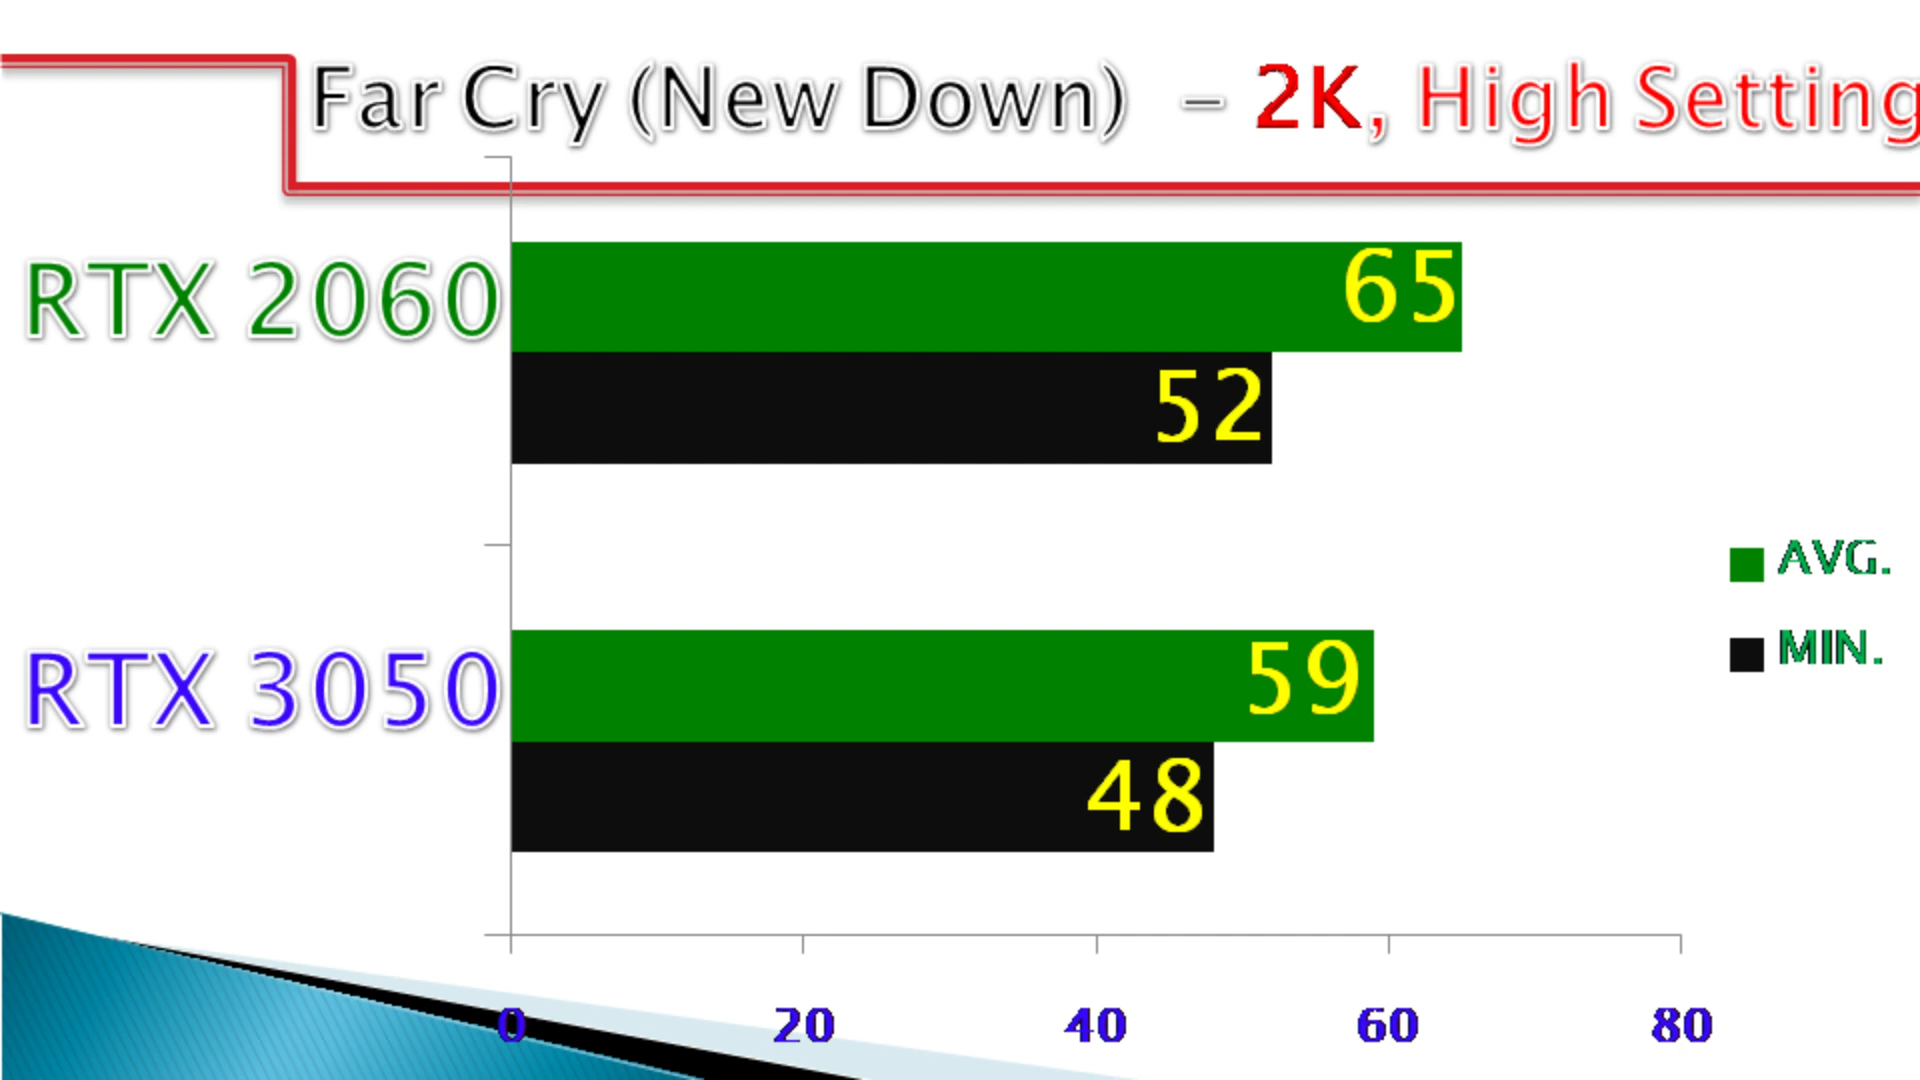 Far Cry (New Down) – 2K, High Setting
RTX 2060
65
52
AVG.
MIN.
RTX 3050
59
48
0 20 40 60 80